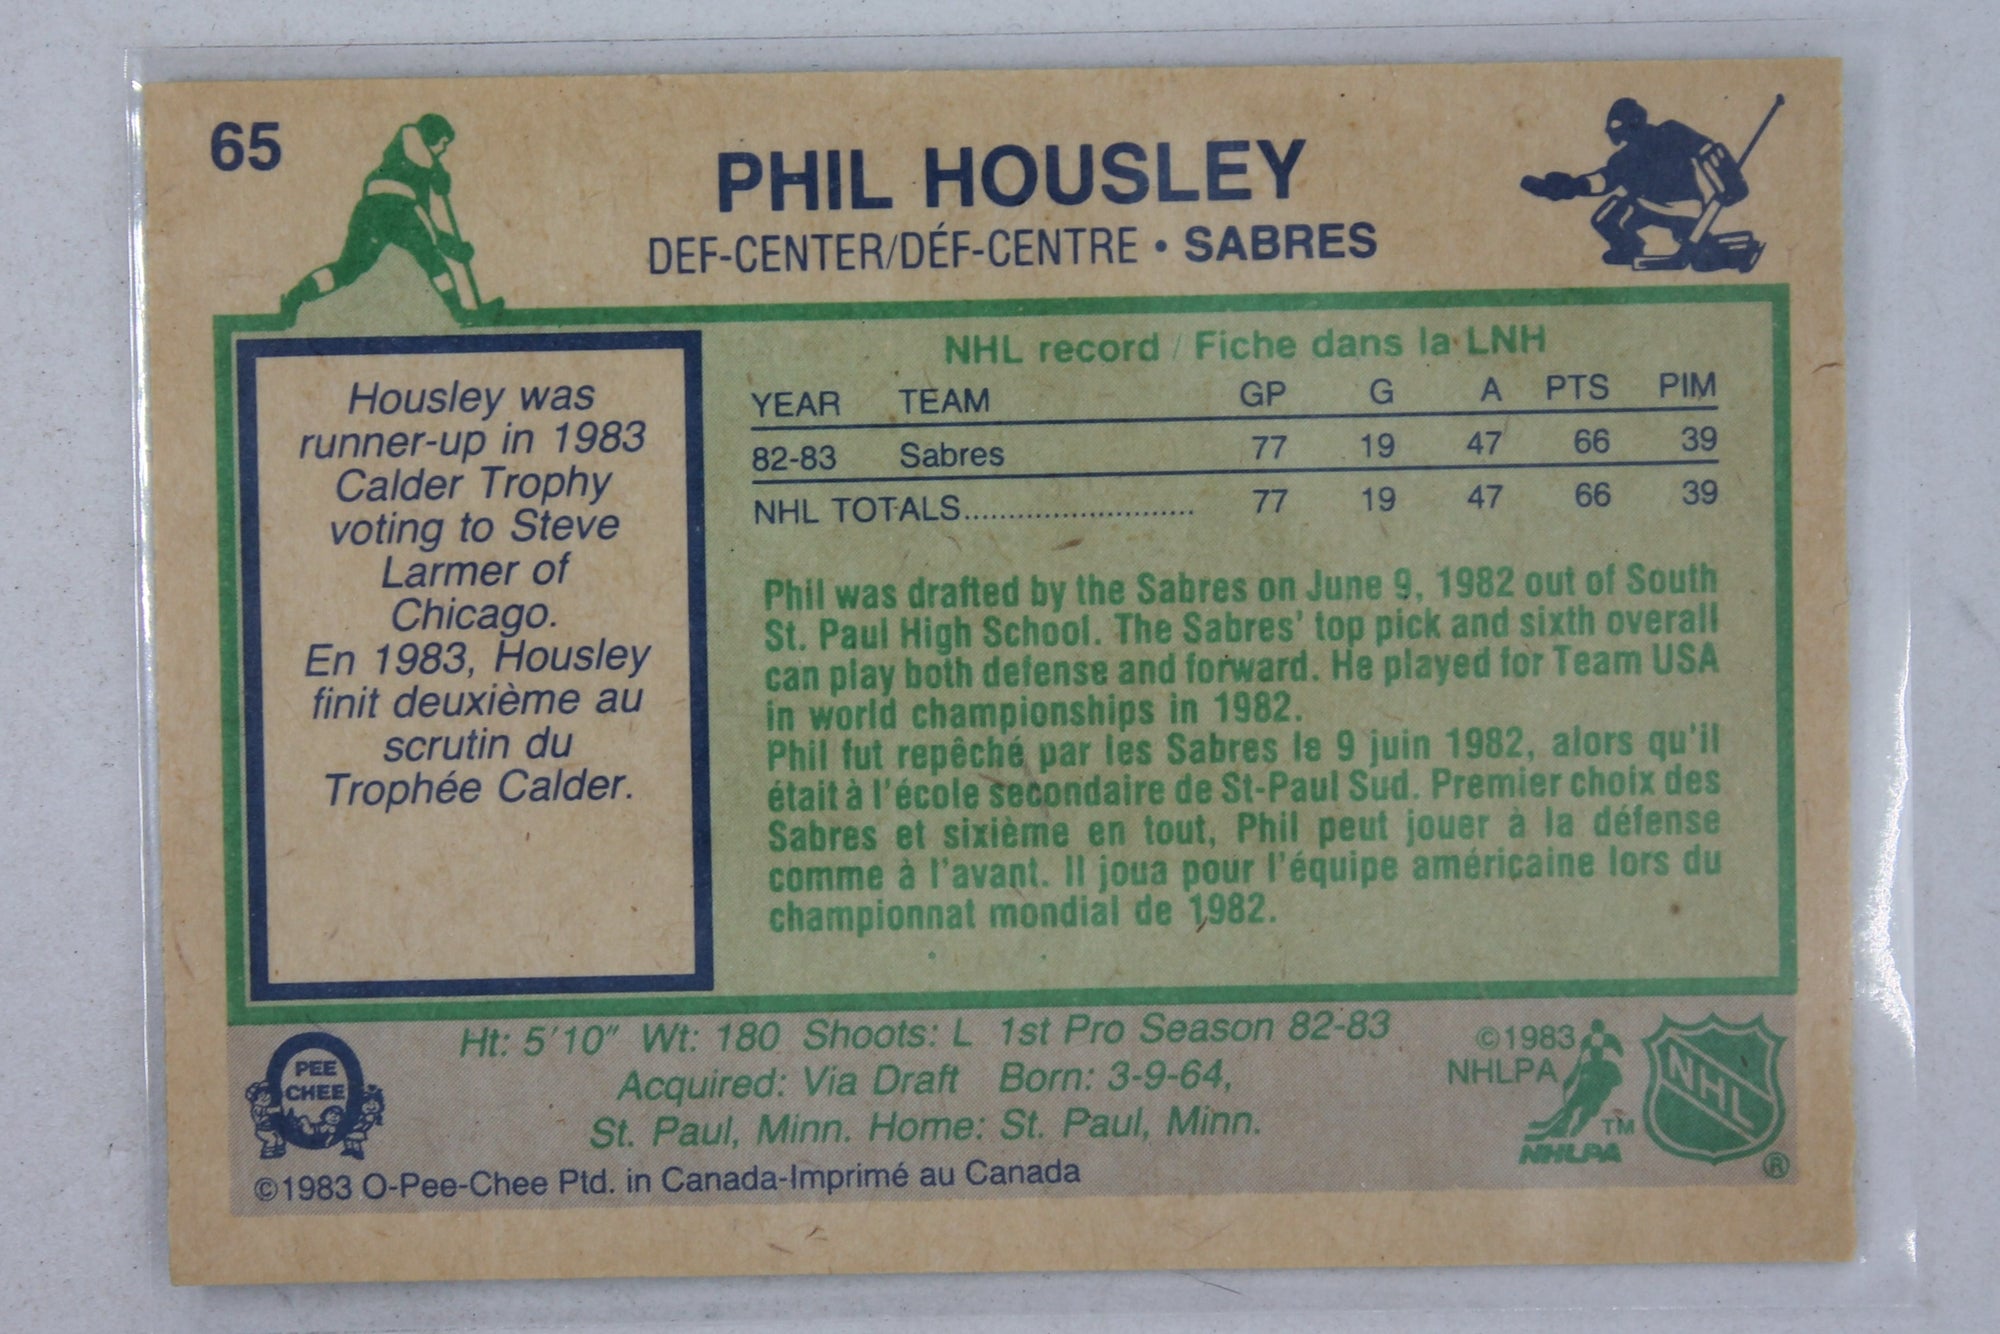 65
PHIL HOUSLEY
DEF-CENTER/DÉF-CENTRE • SABRES
Housley was
runner-up in 1983
Calder Trophy
voting to Steve
Larmer of
Chicago.
En 1983, Housley
finit deuxième au
scrutin du
Trophée Calder.
NHL record / Fiche dans la LNH
YEAR TEAM GP G A PTS PIM
82-83 Sabres 77 19 47 66 39
NHL TOTALS.......................... 77 19 47 66 39
Phil was drafted by the Sabres on June 9, 1982 out of South
St. Paul High School. The Sabres' top pick and sixth overall
can play both defense and forward. He played for Team USA
in world championships in 1982.
Phil fut repêché par les Sabres le 9 juin 1982, alors qu'il
était à l'école secondaire de St-Paul Sud. Premier choix des
Sabres et sixième en tout, Phil peut jouer à la défense
comme à l'avant. Il joua pour l'équipe américaine lors du
championnat mondial de 1982.
O
PEE
CHEE
Ht: 5'10" Wt: 180 Shoots: L 1st Pro Season 82-83
Acquired: Via Draft Born: 3-9-64,
St. Paul, Minn. Home: St. Paul, Minn.
©1983
NHLPA
TM
NHLPA
NHL
®
©1983 O-Pee-Chee Ptd. in Canada-Imprimé au Canada